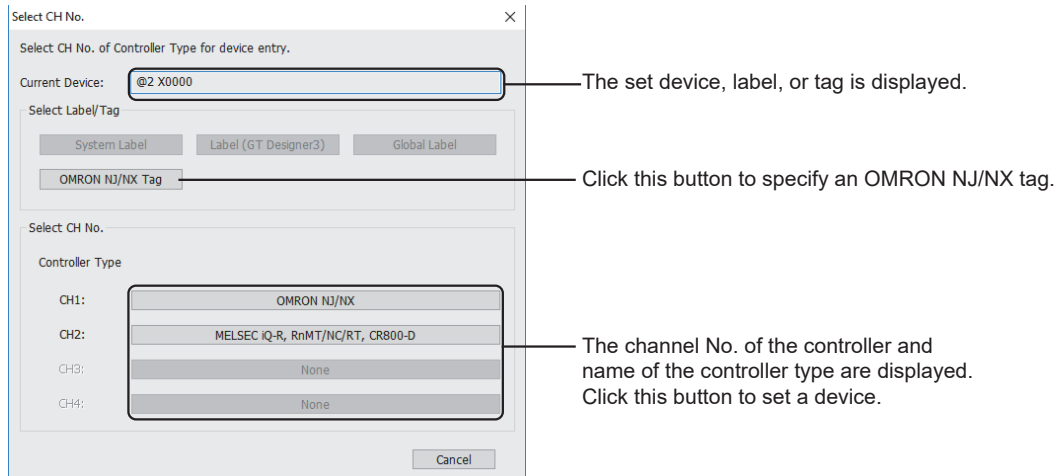 Select CH No.
Select CH No. of Controller Type for device entry.
Current Device: @2 X0000
The set device, label, or tag is displayed.
Select Label/Tag
System Label Label (GT Designer3) Global Label
OMRON NJ/NX Tag
Click this button to specify an OMRON NJ/NX tag.
Select CH No.
Controller Type
CH1: OMRON NJ/NX
CH2: MELSEC iQ-R, RnMT/NC/RT, CR800-D
CH3: None
CH4: None
The channel No. of the controller and
name of the controller type are displayed.
Click this button to set a device.
Cancel